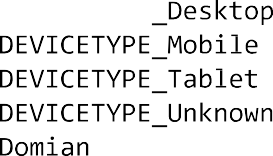 _Desktop
DEVICETYPE_Mobile
DEVICETYPE_Tablet
DEVICETYPE_Unknown
Domian